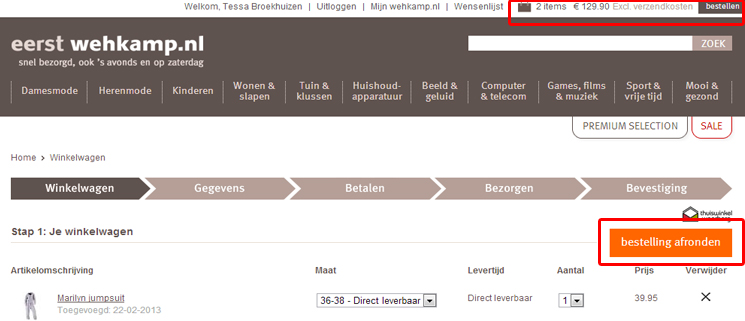 Welkom, Tessa Broekhuizen | Uitloggen | Mijn wehkamp.nl | Wensenlijst 2 items € 129.90 Excl. verzendkosten bestellen
eerst wehkamp.nl
snel bezorgd, ook 's avonds en op zaterdag
ZOEK
Damesmode Herenmode Kinderen Wonen & slapen Tuin & klussen Huishoud- apparatuur Beeld & geluid Computer & telecom Games, films & muziek Sport & vrije tijd Mooi & gezond
PREMIUM SELECTION SALE
Home > Winkelwagen
Winkelwagen Gegevens Betalen Bezorgen Bevestiging
thuiswinkel
Stap 1: Je winkelwagen
bestelling afronden
Artikelomschrijving Maat Levertijd Aantal Prijs Verwijder
Marilyn jumpsuit 36-38 - Direct leverbaar Direct leverbaar 1 39.95
Toegevoegd: 22-02-2013